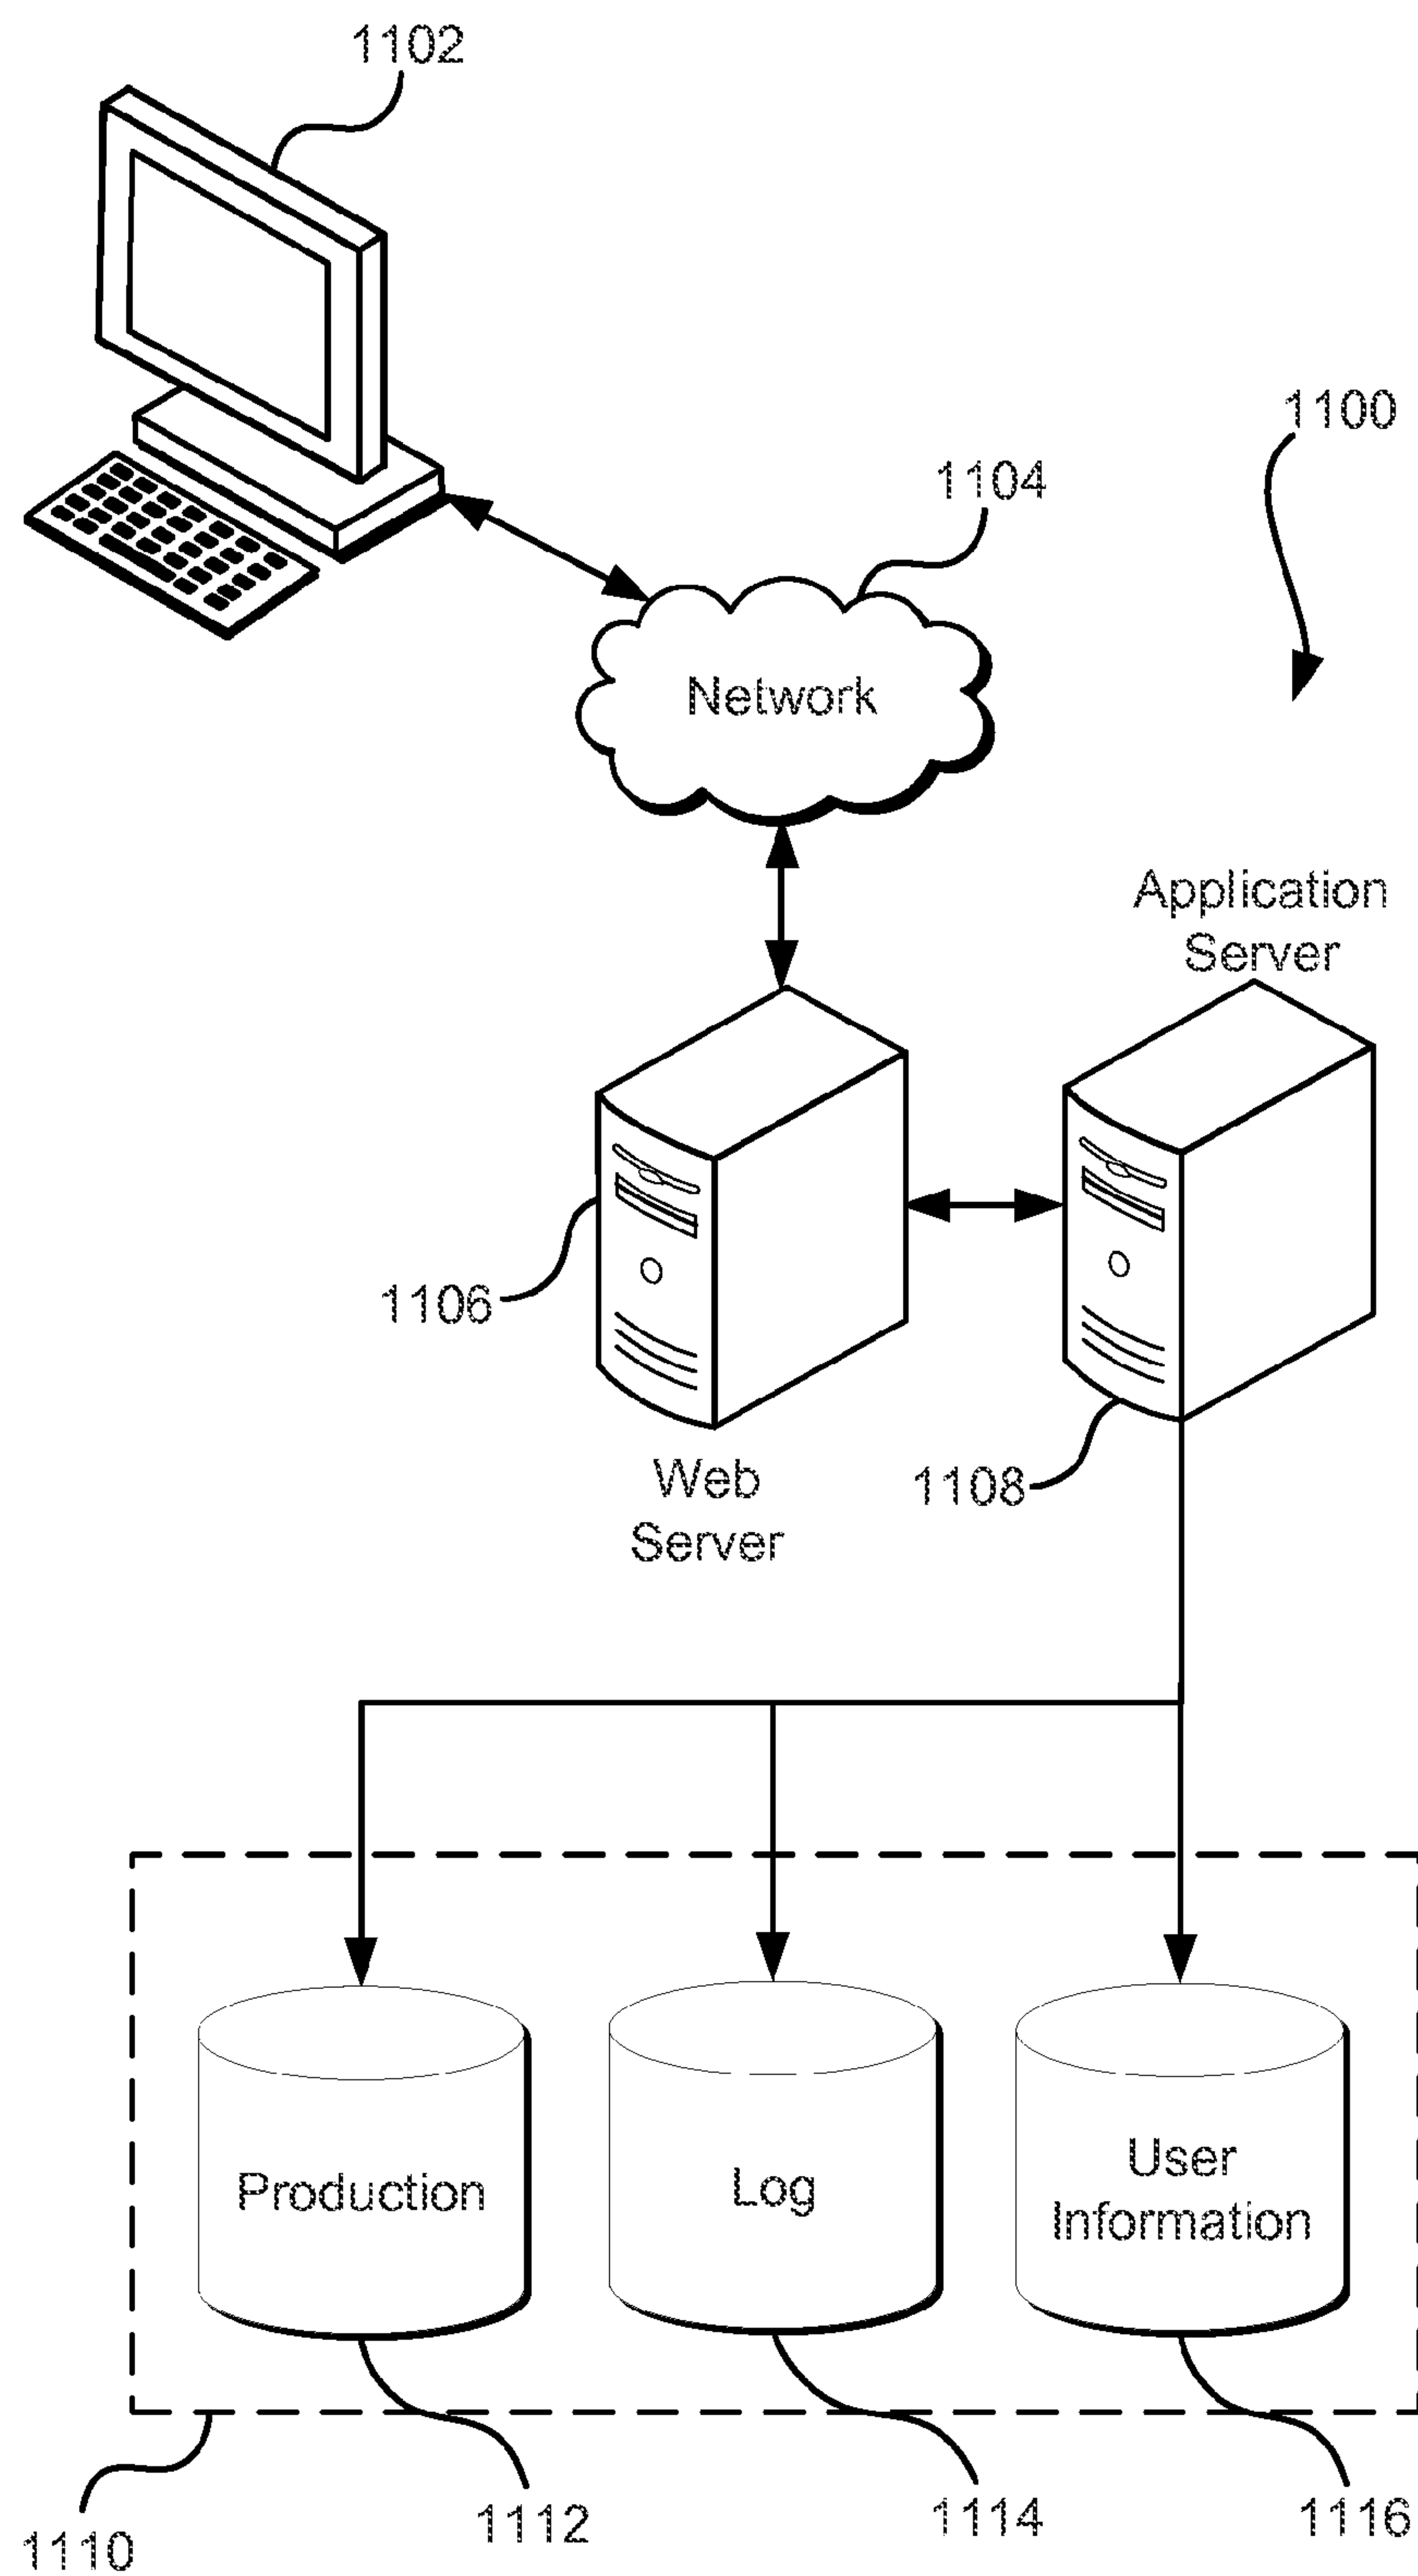 1102
1100
1104
Network
Application
Server
1106
Web
Server
1108
Production
Log
User
Information
1110
1112
1114
1116